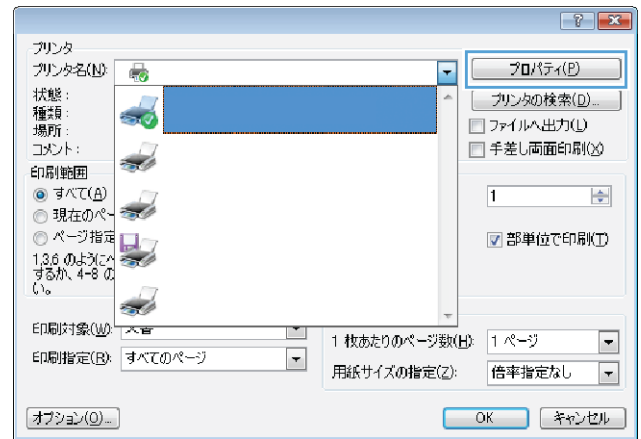 プリンタ
プリンタ名(N):
プロパティ(P)
状態:
種類:
場所:
コメント:
プリンタの検索(D)...
ファイルへ出力(L)
手差し両面印刷(X)
印刷範囲
すべて(A)
現在のペー
ページ指定
1,3,6 のように
するか、4-8 の
い。
1
部単位で印刷(T)
印刷対象(W):
印刷指定(R): すべてのページ
1 枚あたりのページ数(H): 1 ページ
用紙サイズの指定(Z): 倍率指定なし
オプション(O)...
OK
キャンセル